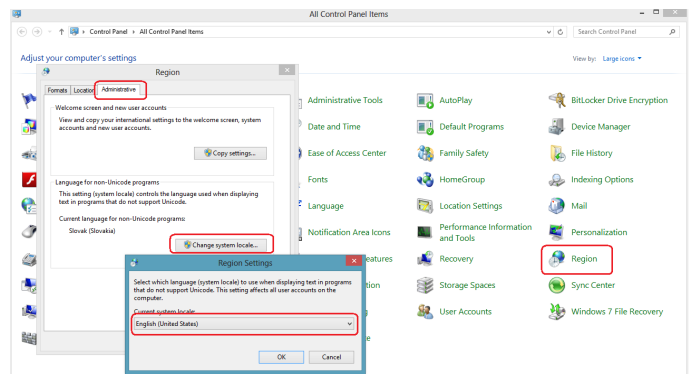 All Control Panel Items
Control Panel
All Control Panel Items
Search Control Panel
Adjust your computer's settings
View by: Large icons
Region
Formats
Location
Administrative
Welcome screen and new user accounts
View and copy your international settings to the welcome screen, system
accounts and new user accounts.
Copy settings...
Language for non-Unicode programs
This setting (system locale) controls the language used when displaying
text in programs that do not support Unicode.
Current language for non-Unicode programs:
Slovak (Slovakia)
Change system locale...
Region Settings
Select which language (system locale) to use when displaying text in programs
that do not support Unicode. This setting affects all user accounts on the
computer.
Current system locale:
English (United States)
OK
Cancel
Administrative Tools
AutoPlay
BitLocker Drive Encryption
Date and Time
Default Programs
Device Manager
Ease of Access Center
Family Safety
File History
Fonts
HomeGroup
Indexing Options
Language
Location Settings
Mail
Notification Area Icons
Performance Information
and Tools
Personalization
Recovery
Region
Storage Spaces
Sync Center
User Accounts
Windows 7 File Recovery